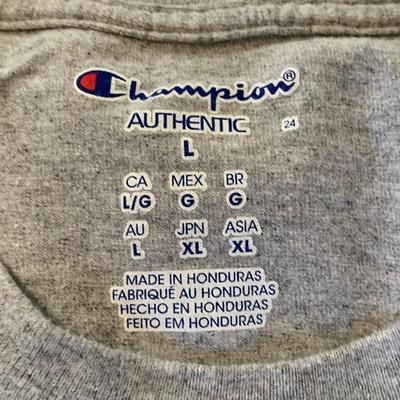 Champion®
AUTHENTIC 24
L
CA MEX BR
L/G G G
AU JPN ASIA
L XL XL
MADE IN HONDURAS
FABRIQUÉ AU HONDURAS
HECHO EN HONDURAS
FEITO EM HONDURAS